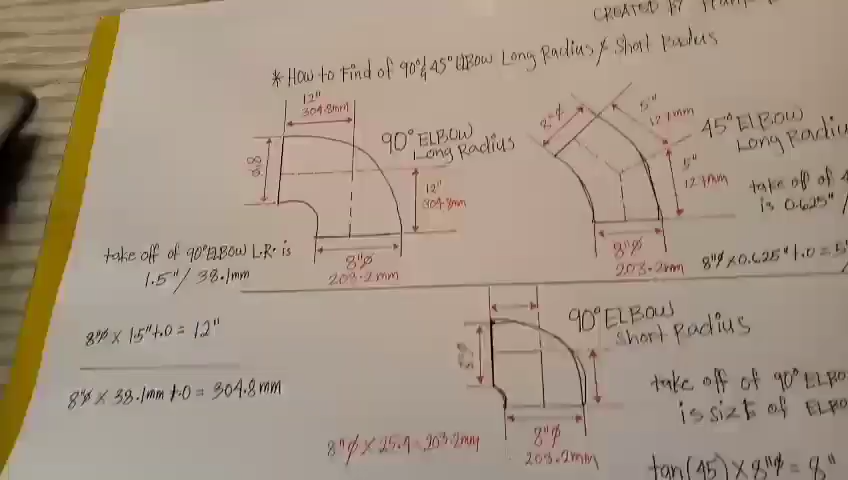 CREATED BY
* How to Find of 90°& 45° ELBOW Long Radius & Short Radius
12"
304.8mm
90° ELBOW
Long Radius
8"ø
12"
304.8mm
8"ø
203.2mm
take off of 90° ELBOW L.R. is
1.5" / 38.1mm
8"ø x 1.5" T.O = 12"
8"ø x 38.1mm T.O = 304.8mm
8"ø
5"
127mm
45° ELBOW
Long Radius
5"
127mm
take off of
is 0.625" /
8"ø
203.2mm
8"ø x 0.625" T.O = 5"
90° ELBOW
Short Radius
8"ø
8"ø
203.2mm
8"ø x 25.4 = 203.2mm
take off of 90° ELBO
is size of ELBO
tan(45) x 8"ø = 8"